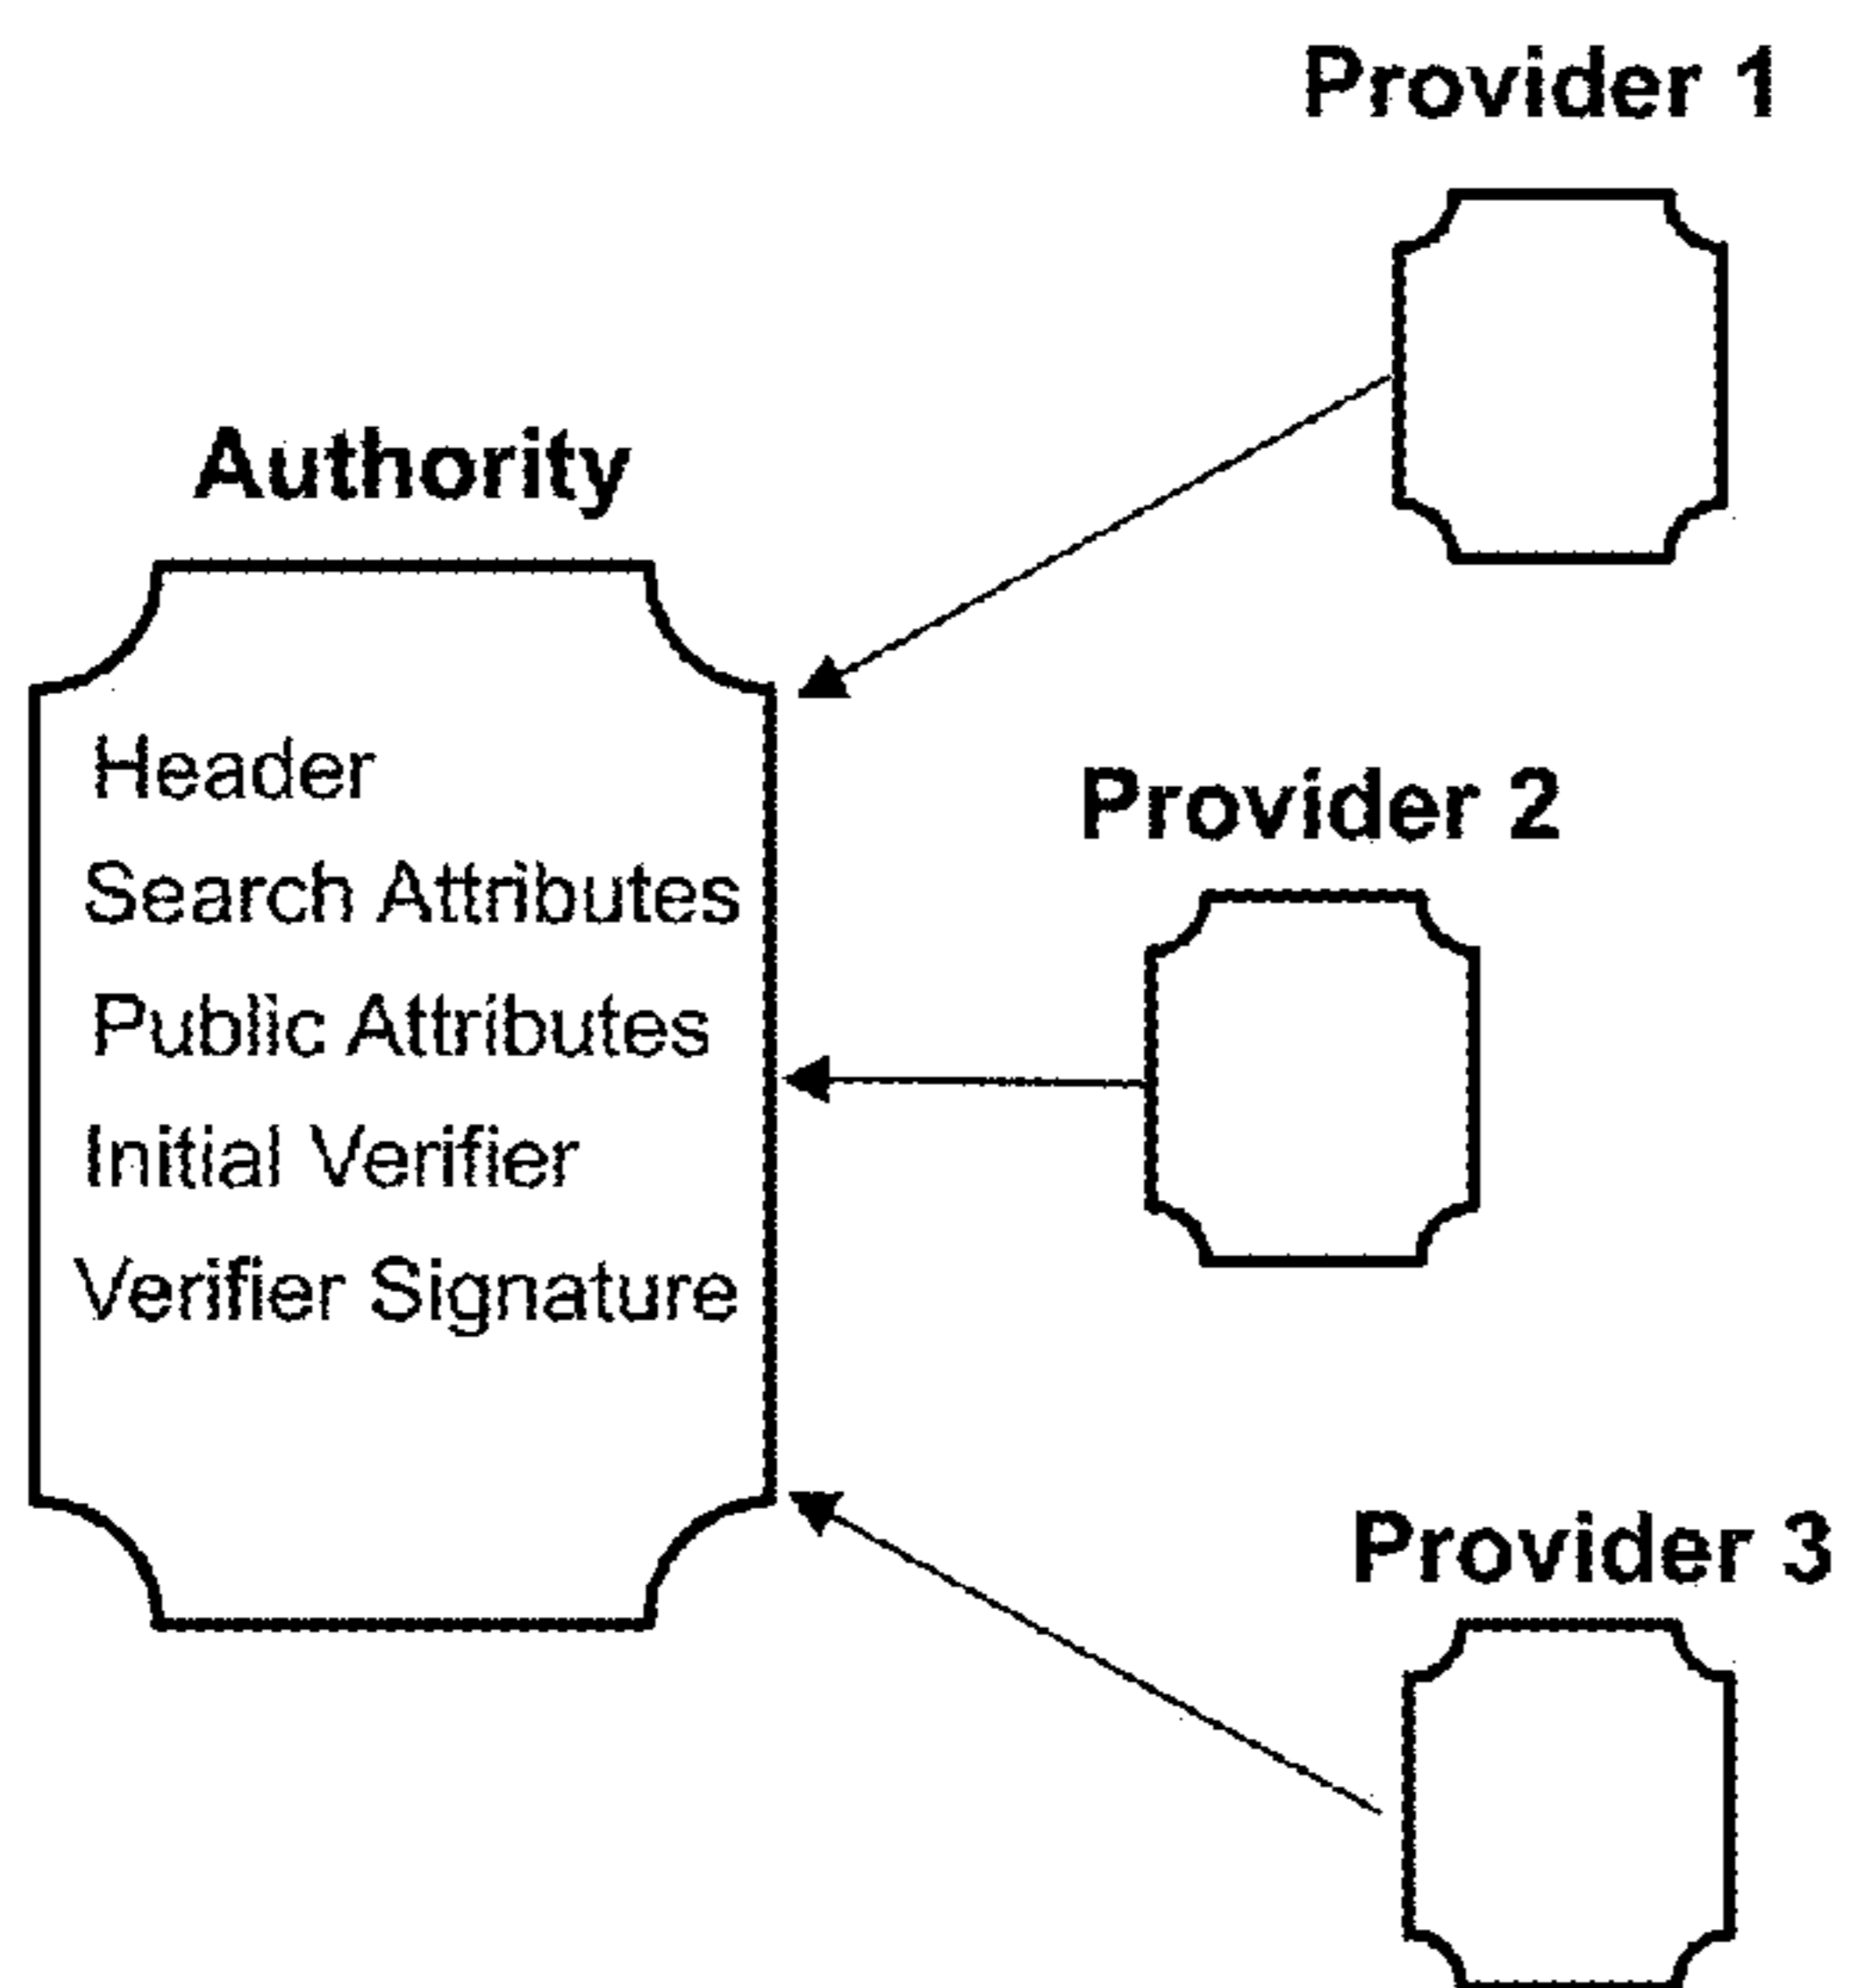 Provider 1
Authority
Header
Search Attributes
Public Attributes
Initial Verifier
Verifier Signature
Provider 2
Provider 3